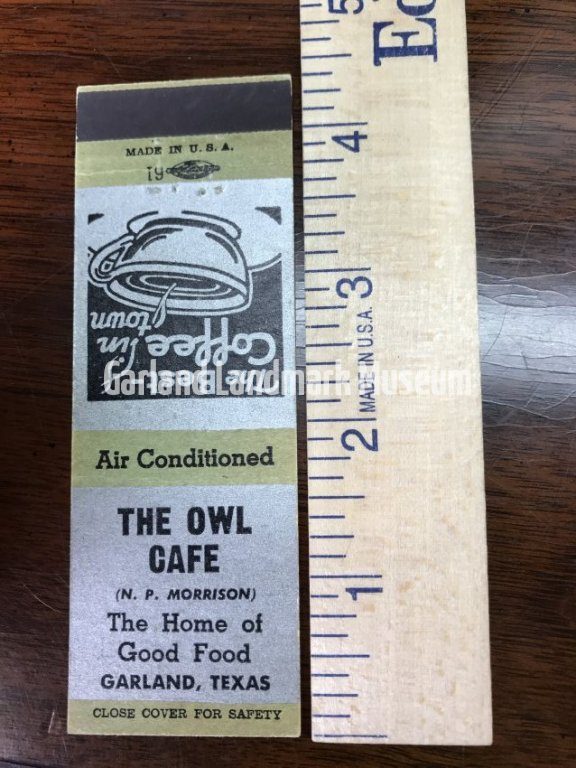 MADE IN U. S. A.
19
The Best
Coffee in
town
Garland Landmark Museum
Air Conditioned
THE OWL
CAFE
(N. P. MORRISON)
The Home of
Good Food
GARLAND, TEXAS
CLOSE COVER FOR SAFETY
1
2
3
4
5
MADE IN U.S.A.